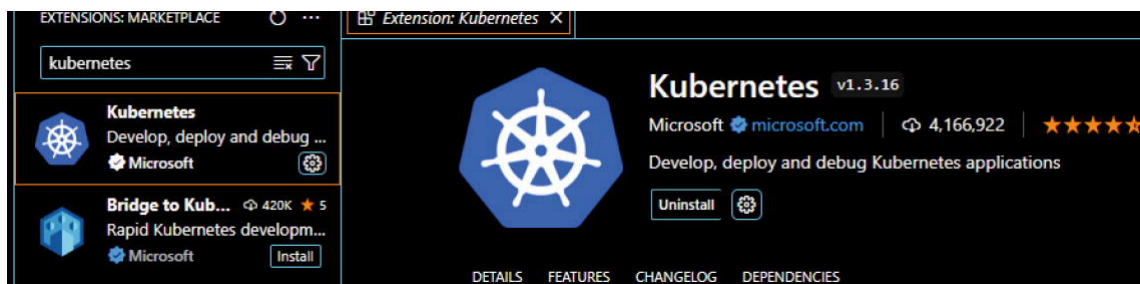 EXTENSIONS: MARKETPLACE
kubernetes
Kubernetes
Develop, deploy and debug ...
Microsoft
Bridge to Kub... 420K ★ 5
Rapid Kubernetes developm...
Microsoft Install
Extension: Kubernetes
Kubernetes v1.3.16
Microsoft microsoft.com 4,166,922 ★★★★★
Develop, deploy and debug Kubernetes applications
Uninstall
DETAILS FEATURES CHANGELOG DEPENDENCIES